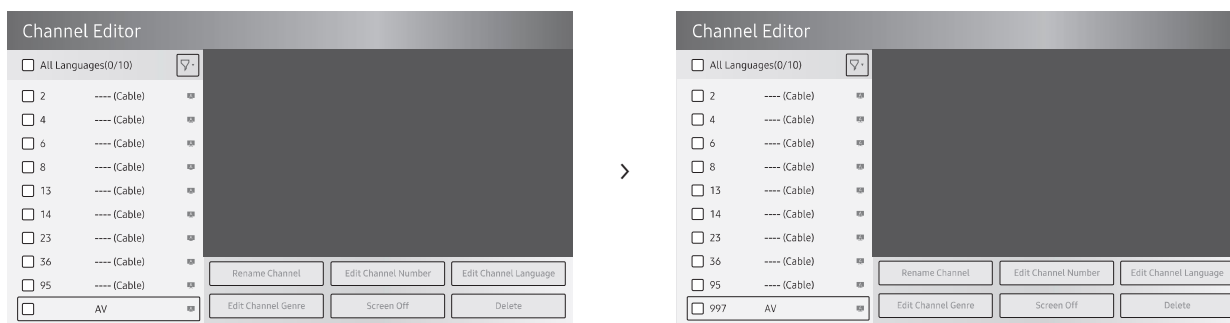 Channel Editor
All Languages(0/10)
2 ---- (Cable)
4 ---- (Cable)
6 ---- (Cable)
8 ---- (Cable)
13 ---- (Cable)
14 ---- (Cable)
23 ---- (Cable)
36 ---- (Cable)
95 ---- (Cable)
AV
Rename Channel Edit Channel Number Edit Channel Language
Edit Channel Genre Screen Off Delete
>
Channel Editor
All Languages(0/10)
2 ---- (Cable)
4 ---- (Cable)
6 ---- (Cable)
8 ---- (Cable)
13 ---- (Cable)
14 ---- (Cable)
23 ---- (Cable)
36 ---- (Cable)
95 ---- (Cable)
997 AV
Rename Channel Edit Channel Number Edit Channel Language
Edit Channel Genre Screen Off Delete